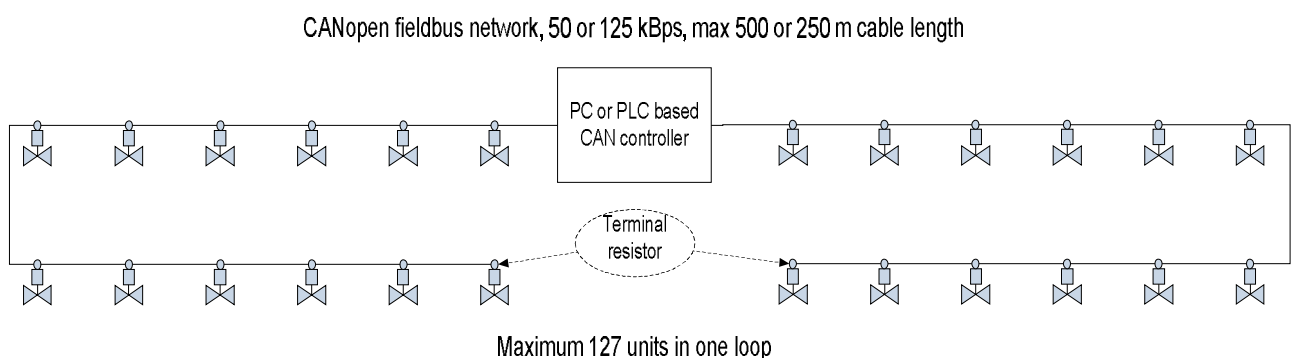 CANopen fieldbus network, 50 or 125 kBps, max 500 or 250 m cable length
PC or PLC based
CAN controller
Terminal
resistor
Maximum 127 units in one loop